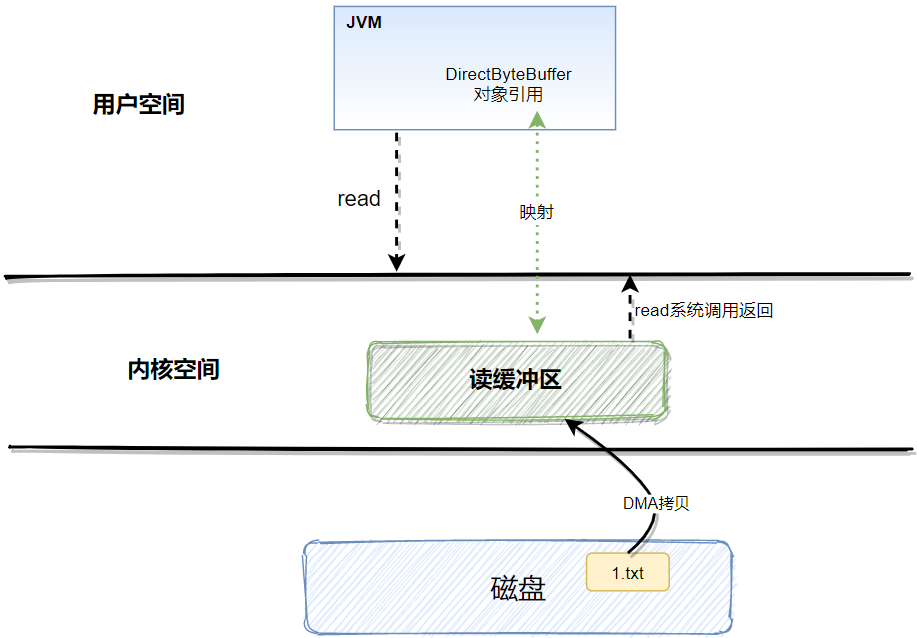 JVM
DirectByteBuffer
对象引用
用户空间
read
映射
read系统调用返回
内核空间
读缓冲区
DMA拷贝
1.txt
磁盘